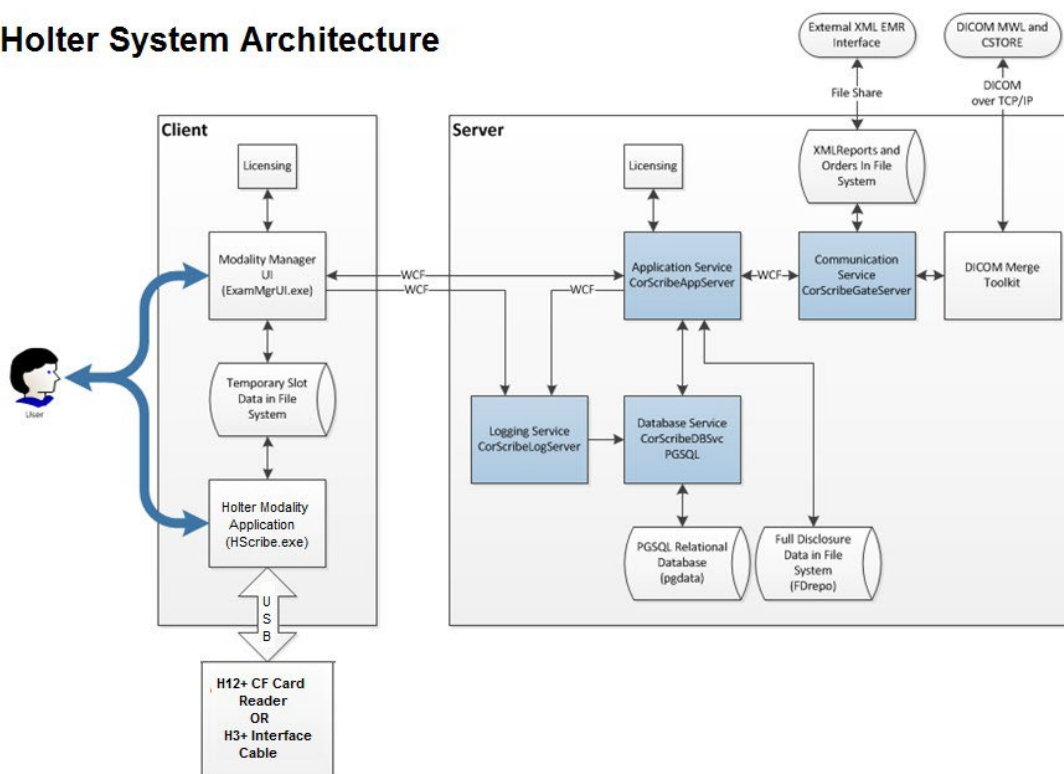 Holter System Architecture
External XML EMR
Interface
DICOM MWL and
CSTORE
File Share
DICOM
over TCP/IP
Client
Server
Licensing
Licensing
XMLReports and
Orders In File
System
Modality Manager
UI
(ExamMgrUI.exe)
WCF
WCF
WCF
Application Service
CorScribeAppServer
WCF
Communication
Service
CorScribeGateServer
DICOM Merge
Toolkit
User
Temporary Slot
Data in File
System
Logging Service
CorScribeLogServer
Database Service
CorScribeDBSvc
PGSQL
Holter Modality
Application
(HScribe.exe)
PGSQL Relational
Database
(pgdata)
Full Disclosure
Data in File
System
(FDrepo)
U
S
B
H12+ CF Card
Reader
OR
H3+ Interface
Cable